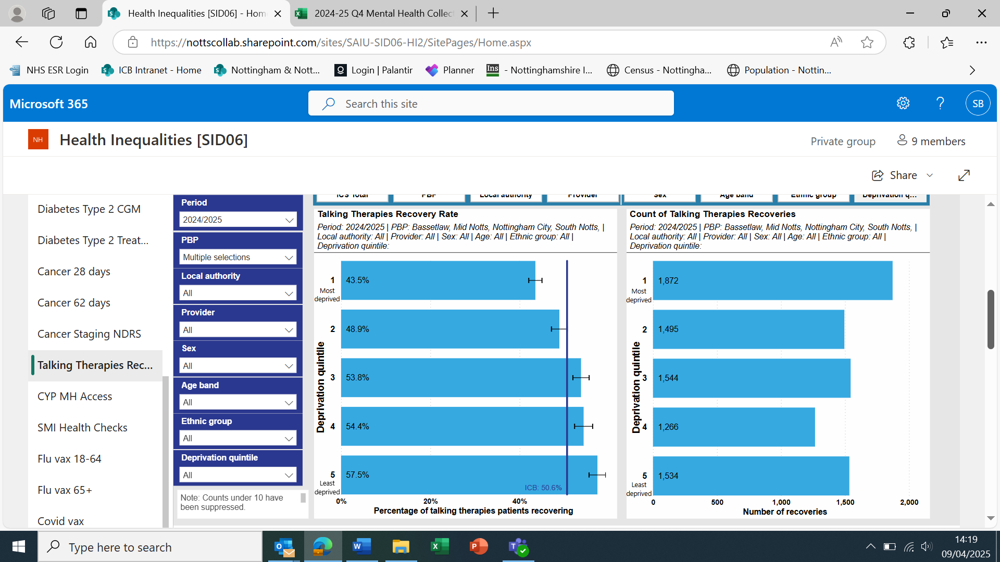 Health Inequalities [SID06] - Hom
2024-25 Q4 Mental Health Collec
https://nottscollab.sharepoint.com/sites/SAIU-SID06-HI2/SitePages/Home.aspx
NHS ESR Login
ICB Intranet - Home
Nottingham & Nott...
Login | Palantir
Planner
Ins
- Nottinghamshire I...
Census - Nottingha...
Population - Nottin...
Microsoft 365
Search this site
SB
NH
Health Inequalities [SID06]
Private group
9 members
Share
Diabetes Type 2 CGM
Diabetes Type 2 Treat...
Cancer 28 days
Cancer 62 days
Cancer Staging NDRS
Talking Therapies Rec...
CYP MH Access
SMI Health Checks
Flu vax 18-64
Flu vax 65+
Covid vax
Period
2024/2025
PBP
Multiple selections
Local authority
All
Provider
All
Sex
All
Age band
All
Ethnic group
All
Deprivation quintile
All
Note: Counts under 10 have
been suppressed.
ICS Total
PBP
Local authority
Provider
Sex
Age band
Ethnic group
Deprivation q...
Talking Therapies Recovery Rate
Period: 2024/2025 | PBP: Bassetlaw, Mid Notts, Nottingham City, South Notts, |
Local authority: All | Provider: All | Sex: All | Age: All | Ethnic group: All |
Deprivation quintile:
Deprivation quintile
1
Most
deprived
43.5%
2
48.9%
3
53.8%
4
54.4%
5
Least
deprived
57.5%
ICB: 50.6%
0%
20%
40%
Percentage of talking therapies patients recovering
Count of Talking Therapies Recoveries
Period: 2024/2025 | PBP: Bassetlaw, Mid Notts, Nottingham City, South Notts, |
Local authority: All | Provider: All | Sex: All | Age: All | Ethnic group: All |
Deprivation quintile:
Deprivation quintile
1
Most
deprived
1,872
2
1,495
3
1,544
4
1,266
5
Least
deprived
1,534
0
500
1,000
1,500
2,000
Number of recoveries
Type here to search
14:19
09/04/2025